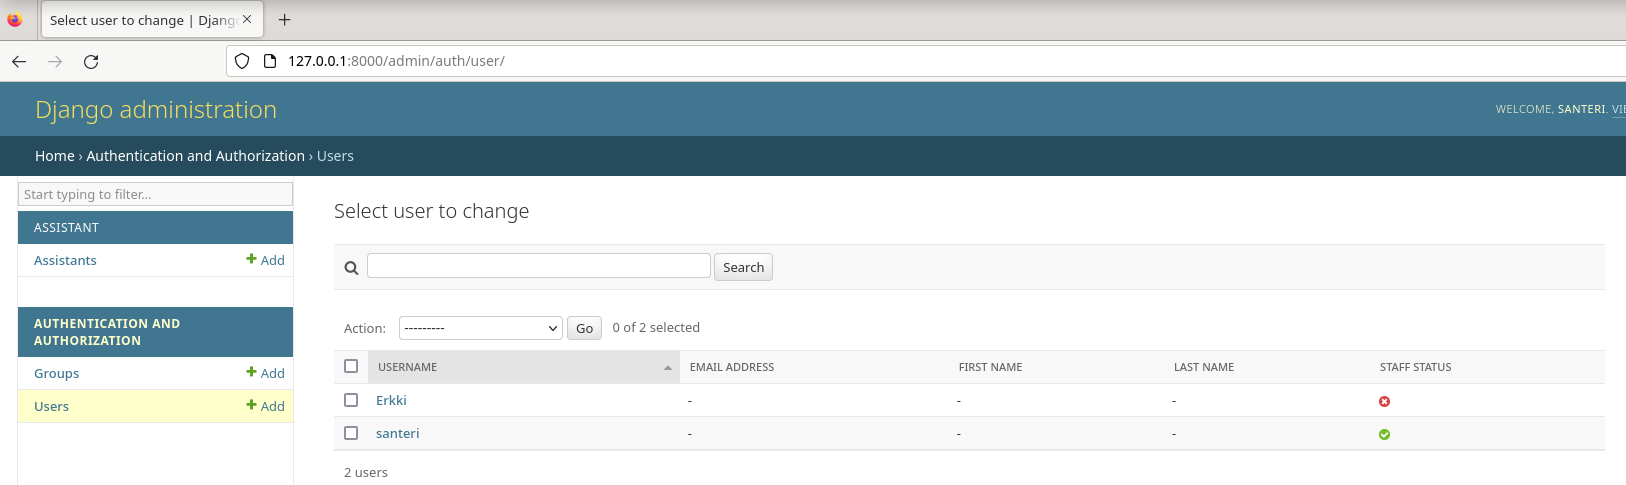 Select user to change | Djang
127.0.0.1:8000/admin/auth/user/
Django administration
WELCOME, SANTERI.
Home › Authentication and Authorization › Users
Start typing to filter...
ASSISTANT
Assistants + Add
AUTHENTICATION AND
AUTHORIZATION
Groups + Add
Users + Add
Select user to change
Search
Action: --------- Go 0 of 2 selected
USERNAME EMAIL ADDRESS FIRST NAME LAST NAME STAFF STATUS
Erkki - - -
santeri - - -
2 users